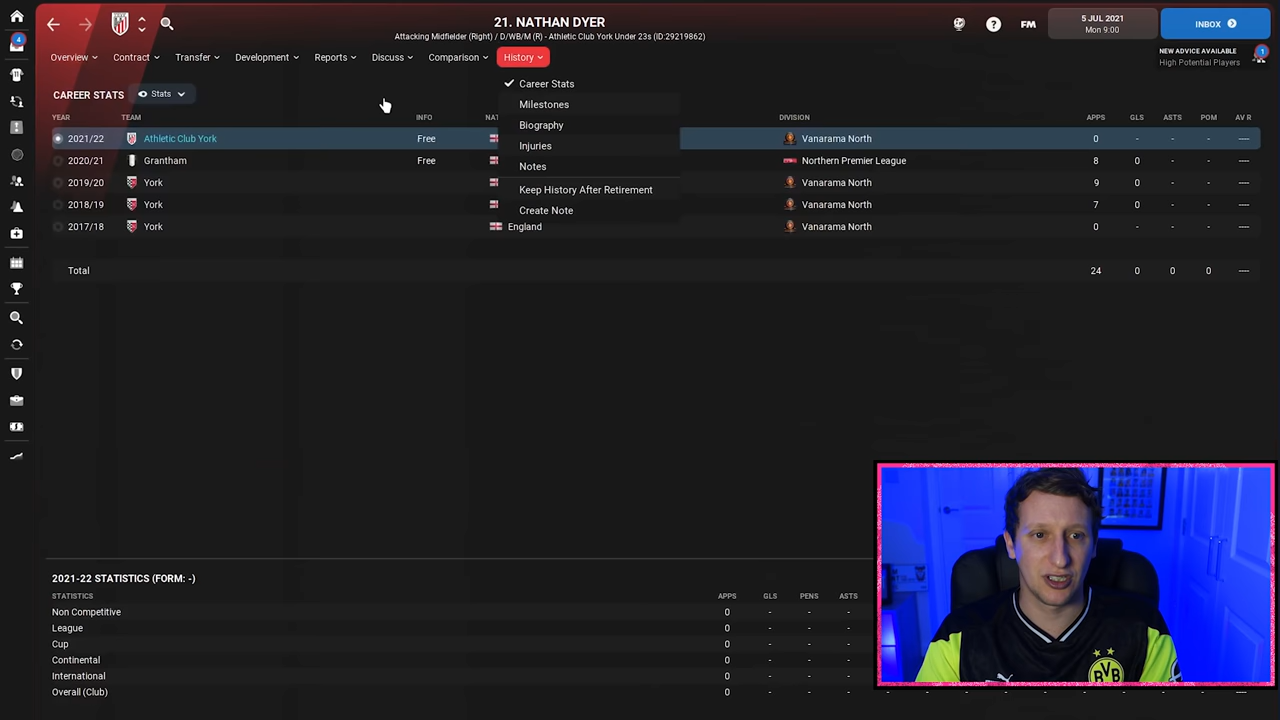 21. NATHAN DYER
Attacking Midfielder (Right) / D/WB/M (R) - Athletic Club York Under 23s (ID:29219862)
FM
5 JUL 2021
Mon 9:00
INBOX
4
Overview Contract Transfer Development Reports Discuss Comparison History
NEW ADVICE AVAILABLE
High Potential Players
1
CAREER STATS Stats
Career Stats
Milestones
Biography
Injuries
Notes
Keep History After Retirement
Create Note
YEAR TEAM INFO NAT DIVISION APPS GLS ASTS POM AV R
2021/22 Athletic Club York Free Vanarama North 0 - - - ----
2020/21 Grantham Free Northern Premier League 8 0 - - ----
2019/20 York Vanarama North 9 0 - - ----
2018/19 York Vanarama North 7 0 - - ----
2017/18 York England Vanarama North 0 - - - ----
Total 24 0 0 0 ----
2021-22 STATISTICS (FORM: -)
STATISTICS APPS GLS PENS ASTS
Non Competitive 0 - - -
League 0 - - -
Cup 0 - - -
Continental 0 - - -
International 0 - - -
Overall (Club) 0 - - -
BVB
09